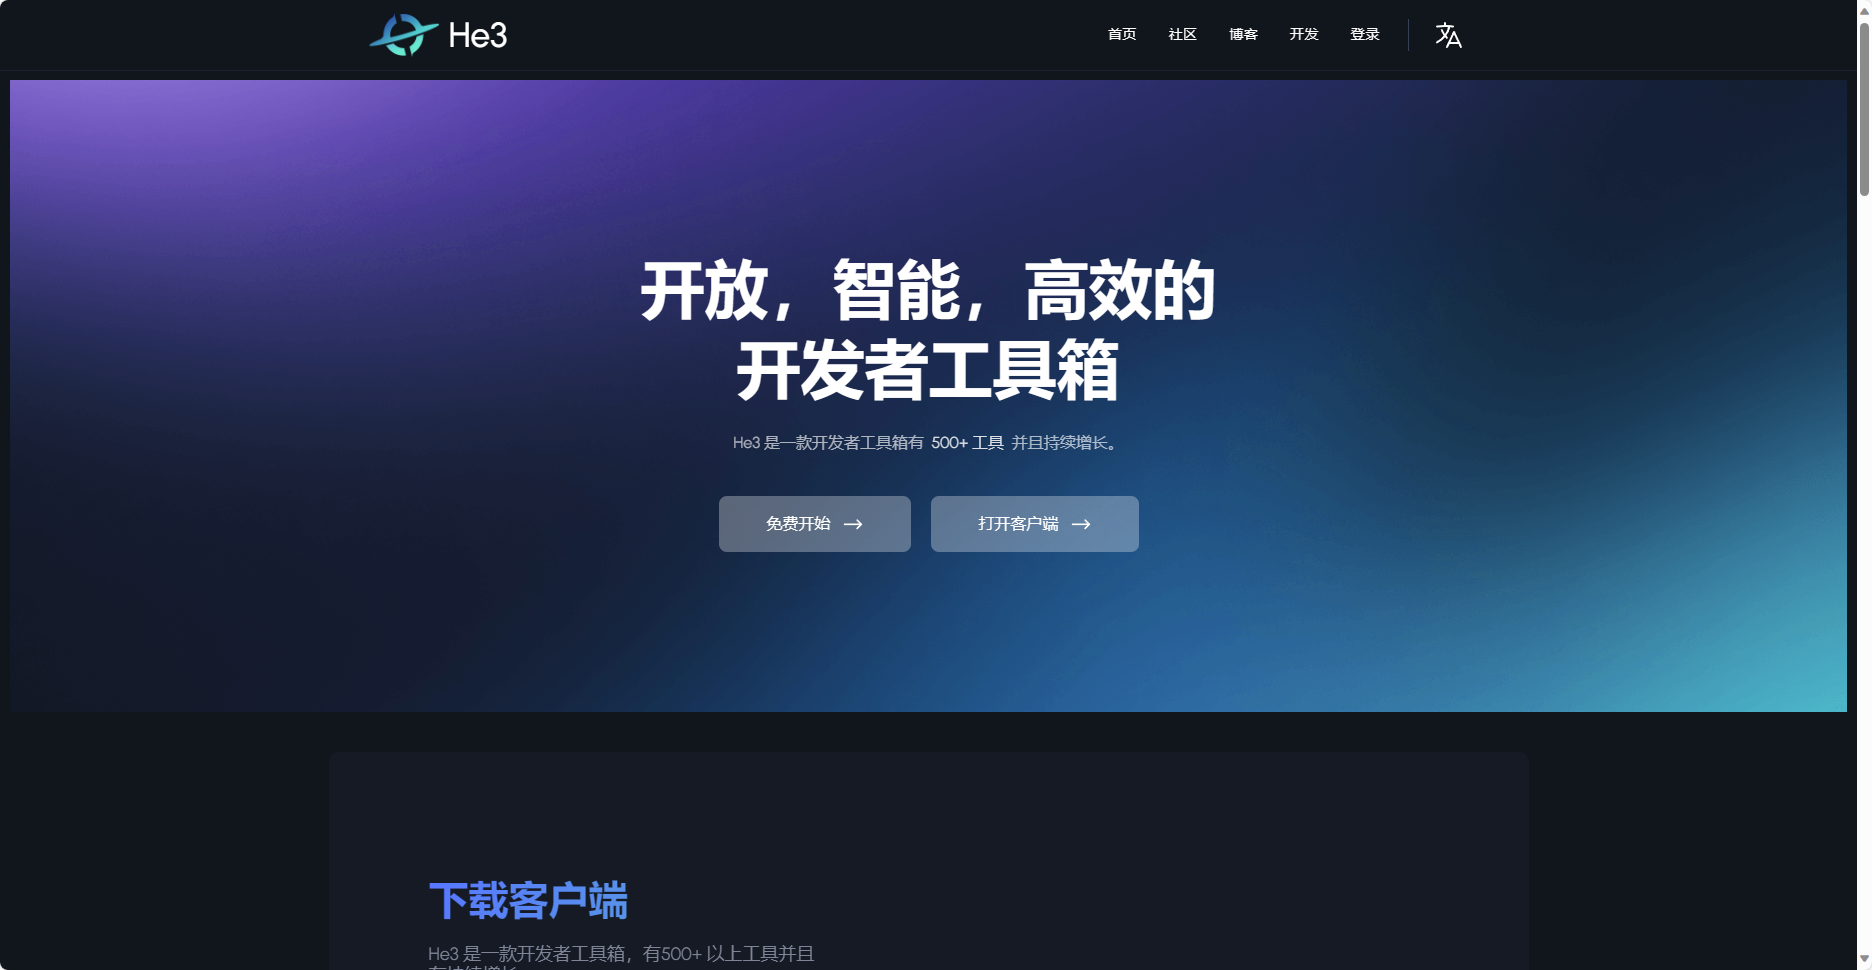 He3
首页 社区 博客 开发 登录
开放，智能，高效的
开发者工具箱
He3 是一款开发者工具箱有 500+ 工具 并且持续增长。
免费开始 → 打开客户端 →
下载客户端
He3 是一款开发者工具箱，有500+ 以上工具并且